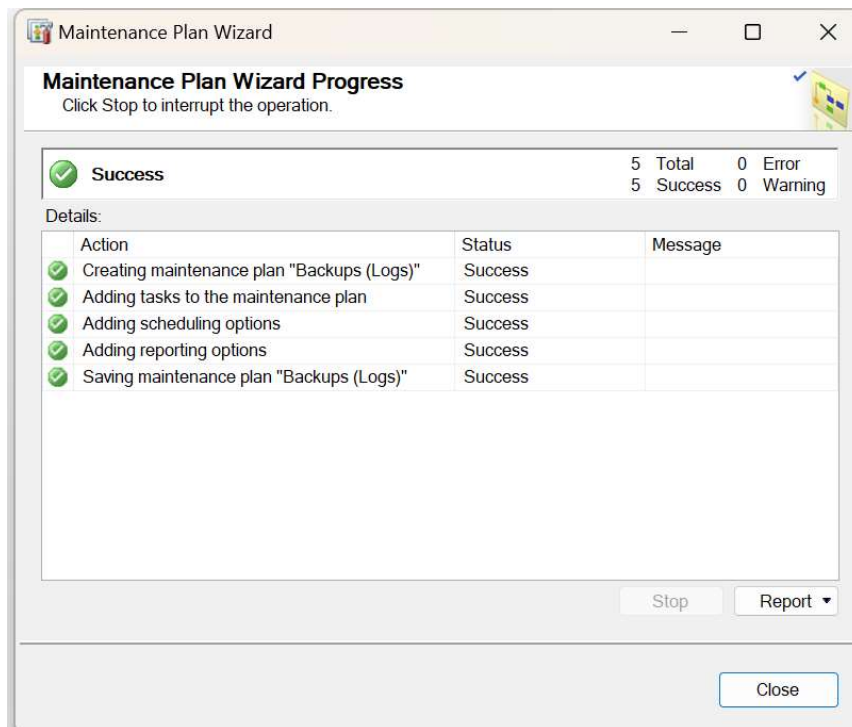 Maintenance Plan Wizard
Maintenance Plan Wizard Progress
Click Stop to interrupt the operation.
Success
5 Total 0 Error
5 Success 0 Warning
Details:
Action Status Message
Creating maintenance plan "Backups (Logs)" Success
Adding tasks to the maintenance plan Success
Adding scheduling options Success
Adding reporting options Success
Saving maintenance plan "Backups (Logs)" Success
Stop Report
Close